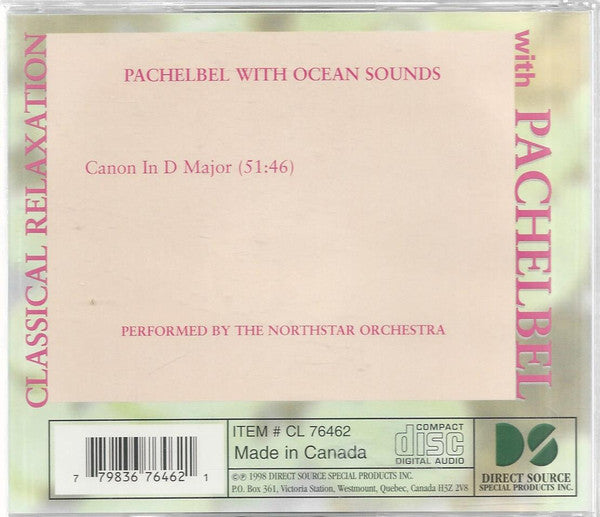 CLASSICAL RELAXATION
with PACHELBEL
PACHELBEL WITH OCEAN SOUNDS
Canon In D Major (51:46)
PERFORMED BY THE NORTHSTAR ORCHESTRA
7 79836 76462 1
ITEM # CL 76462
Made in Canada
COMPACT
disc
DIGITAL AUDIO
©℗ 1998 DIRECT SOURCE SPECIAL PRODUCTS INC.
P.O. Box 361, Victoria Station, Westmount, Quebec, Canada H3Z 2V8
DS
DIRECT SOURCE
SPECIAL PRODUCTS INC.